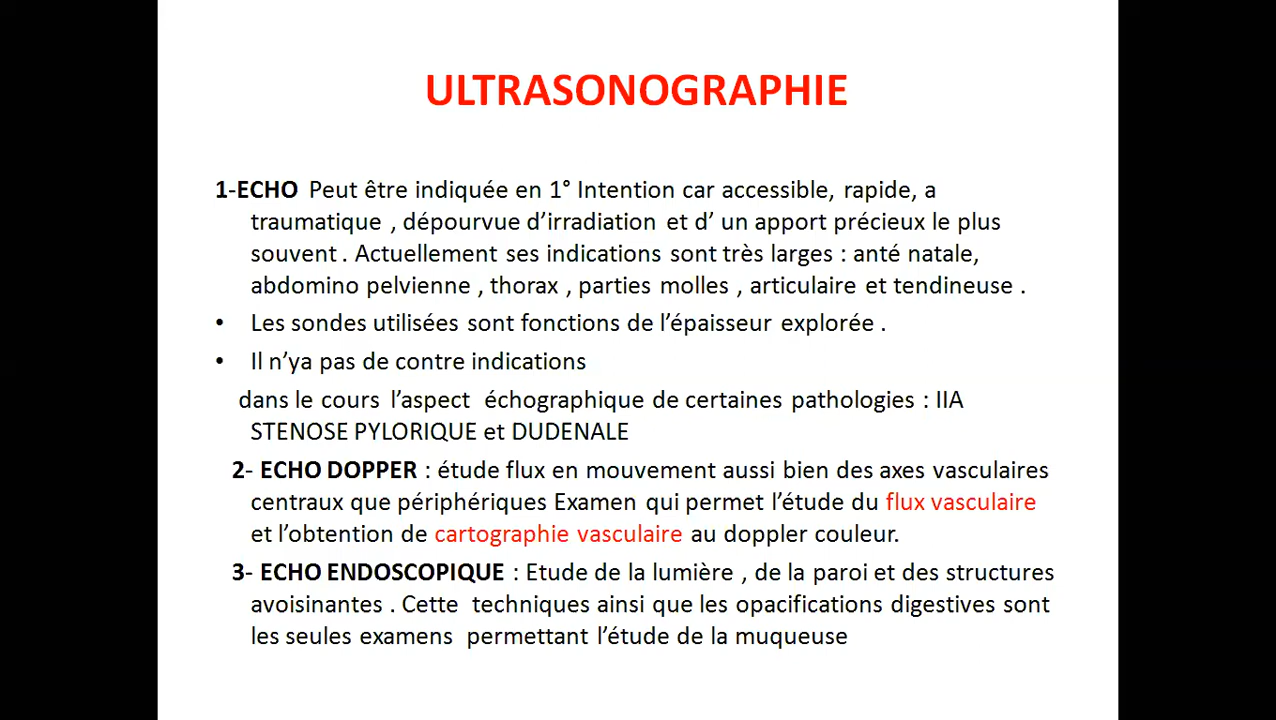 ULTRASONOGRAPHIE
1-ECHO Peut être indiquée en 1° Intention car accessible, rapide, a
traumatique , dépourvue d’irradiation et d’ un apport précieux le plus
souvent . Actuellement ses indications sont très larges : anté natale,
abdomino pelvienne , thorax , parties molles , articulaire et tendineuse .
• Les sondes utilisées sont fonctions de l’épaisseur explorée .
• Il n’ya pas de contre indications
dans le cours l’aspect échographique de certaines pathologies : IIA
STENOSE PYLORIQUE et DUDENALE
2- ECHO DOPPER : étude flux en mouvement aussi bien des axes vasculaires
centraux que périphériques Examen qui permet l’étude du flux vasculaire
et l’obtention de cartographie vasculaire au doppler couleur.
3- ECHO ENDOSCOPIQUE : Etude de la lumière , de la paroi et des structures
avoisinantes . Cette techniques ainsi que les opacifications digestives sont
les seules examens permettant l’étude de la muqueuse